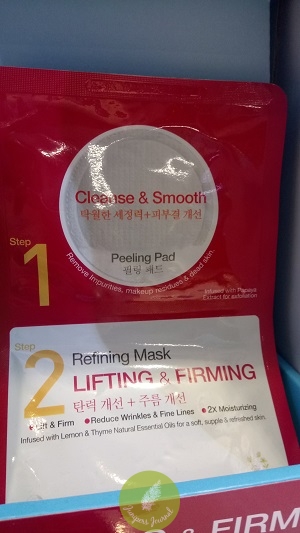 Cleanse & Smooth
탁월한 세정력+피부결 개선
Peeling Pad
필링 패드
Step
1
Remove impurities, makeup residues & dead skin.
Infused with Papaya
Extract for exfoliation
Step
2
Refining Mask
LIFTING & FIRMING
탄력 개선 + 주름 개선
Lift & Firm •Reduce Wrinkles & Fine Lines • 2X Moisturizing
Infused with Lemon & Thyme Natural Essential Oils for a soft, supple & refreshed skin.
Junipers Journal
& FIRM